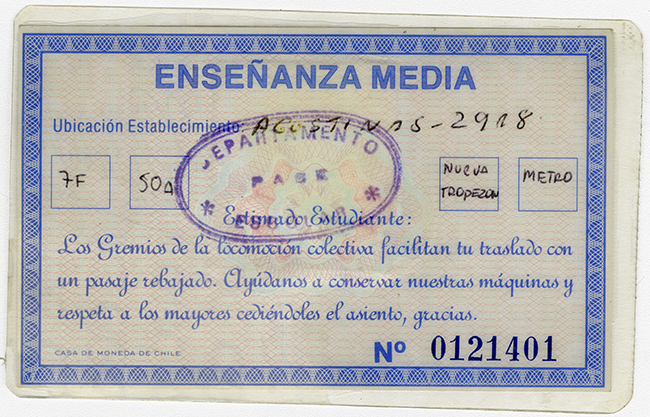 ENSEÑANZA MEDIA
Ubicación Establecimiento: AGUSTINAS-2918
DEPARTAMENTO
PASE
ESCOLAR
7F
50A
NUEVA
TROPEZON
METRO
Estimado Estudiante:
Los Gremios de la locomoción colectiva facilitan tu traslado con
un pasaje rebajado. Ayúdanos a conservar nuestras máquinas y
respeta a los mayores cediéndoles el asiento, gracias.
CASA DE MONEDA DE CHILE
Nº 0121401